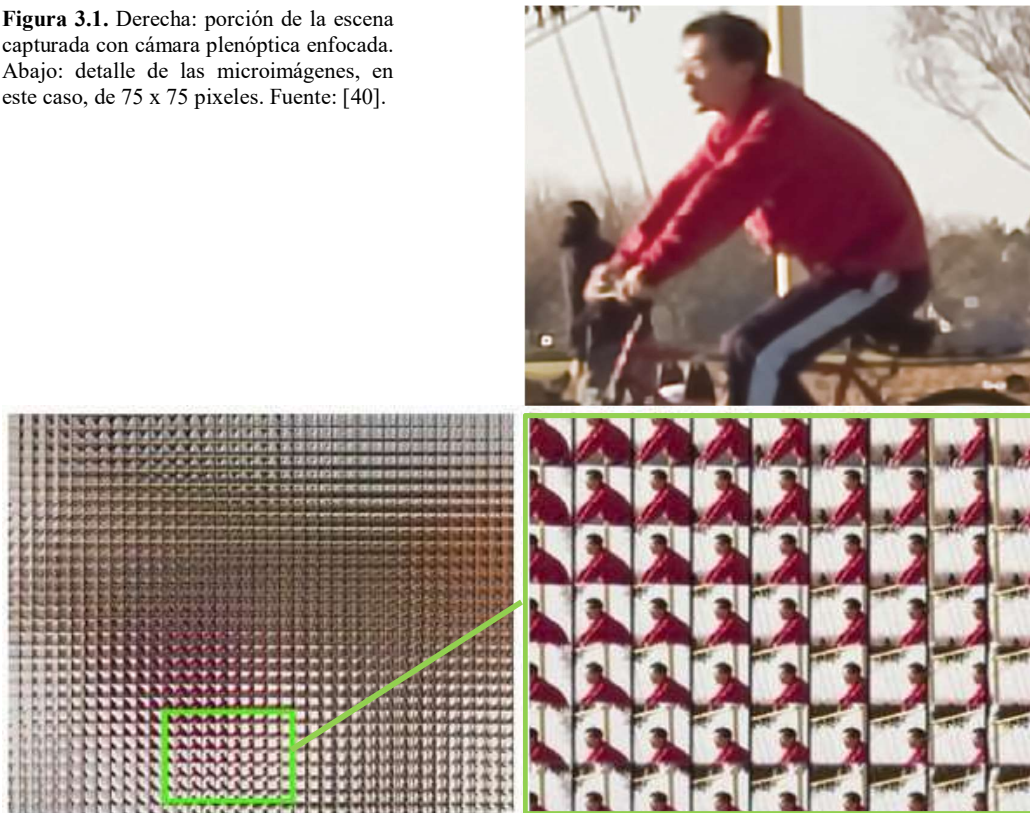 Figura 3.1. Derecha: porción de la escena
capturada con cámara plenóptica enfocada.
Abajo: detalle de las microimágenes, en
este caso, de 75 x 75 pixeles. Fuente: [40].